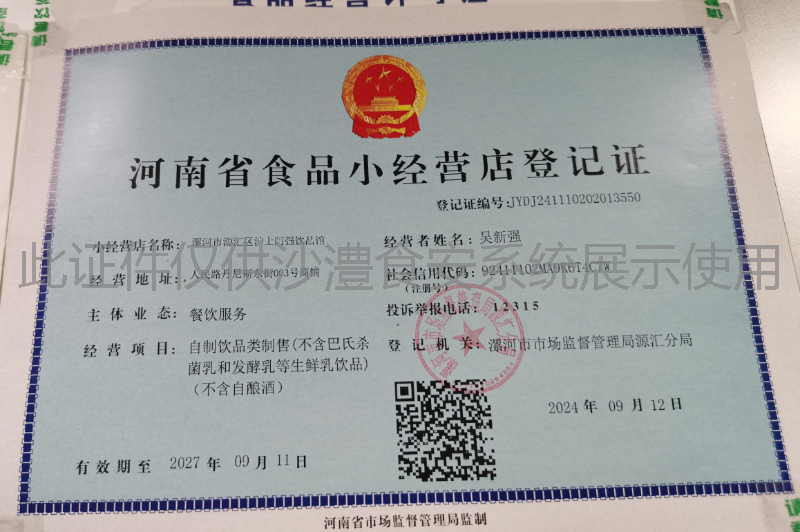 河南省食品小经营店登记证
登记证编号:JYDJ241110202013550
小经营店名称: 漯河市源汇区沪上闫强饮品馆
经营者姓名: 吴新强
经营地址: 人民路丹尼斯东街003号商铺
社会信用代码: 92411102MADK6T4C7W
(注册号)
主体业态: 餐饮服务
投诉举报电话: 12315
经营项目: 自制饮品类制售(不含巴氏杀
菌乳和发酵乳等生鲜乳饮品)
(不含自酿酒)
登记机关: 漯河市市场监督管理局源汇分局
2024年09月12日
有效期至 2027年09月11日
河南省市场监督管理局监制
此证件仅供沙澧食安系统展示使用